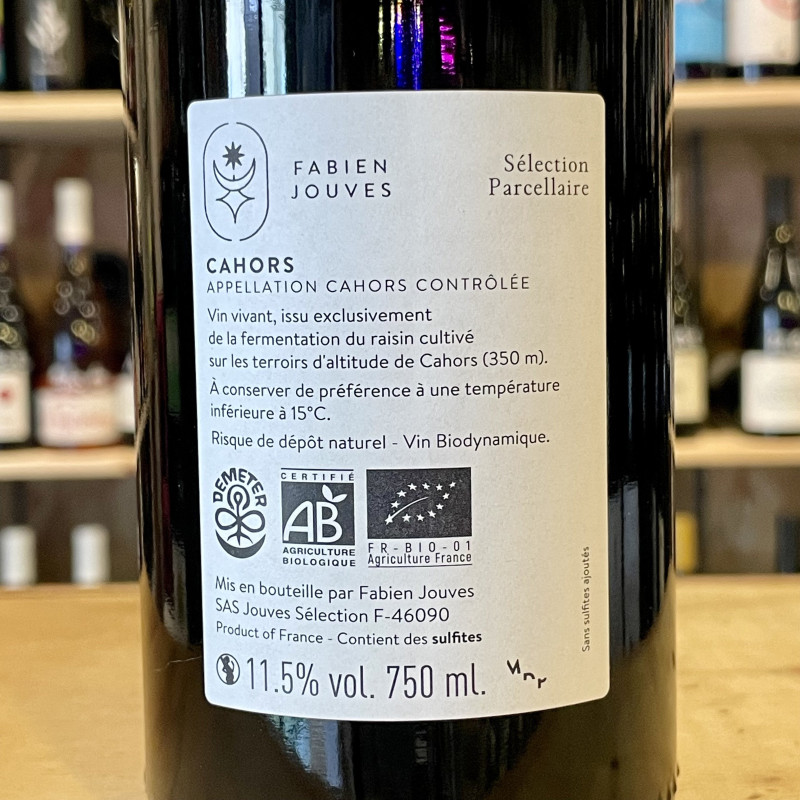 FABIEN
JOUVES
Sélection
Parcellaire
CAHORS
APPELLATION CAHORS CONTRÔLÉE
Vin vivant, issu exclusivement
de la fermentation du raisin cultivé
sur les terroirs d'altitude de Cahors (350 m).
À conserver de préférence à une température
inférieure à 15°C.
Risque de dépôt naturel - Vin Biodynamique.
DEMETER
CERTIFIÉ
AB
AGRICULTURE
BIOLOGIQUE
FR-BIO-01
Agriculture France
Sans sulfites ajoutés
Mis en bouteille par Fabien Jouves
SAS Jouves Sélection F-46090
Product of France - Contient des sulfites
11.5% vol. 750 ml.